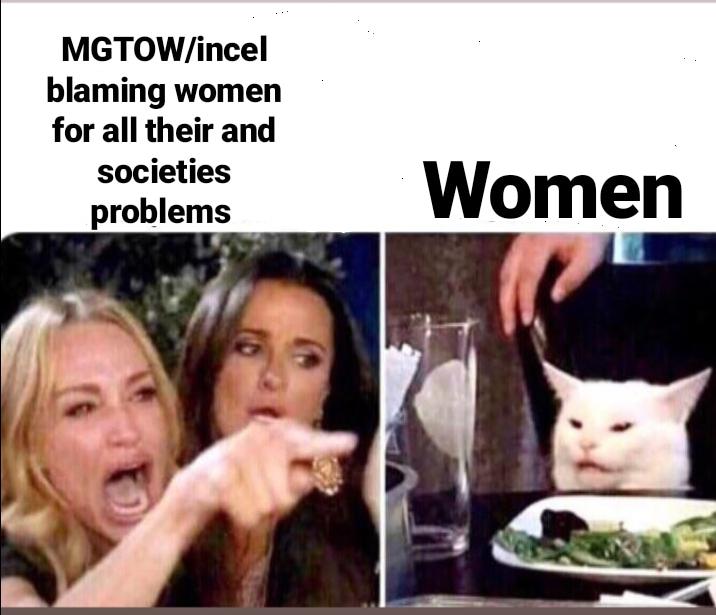 MGTOW/incel
blaming women
for all their and
societies
problems
Women